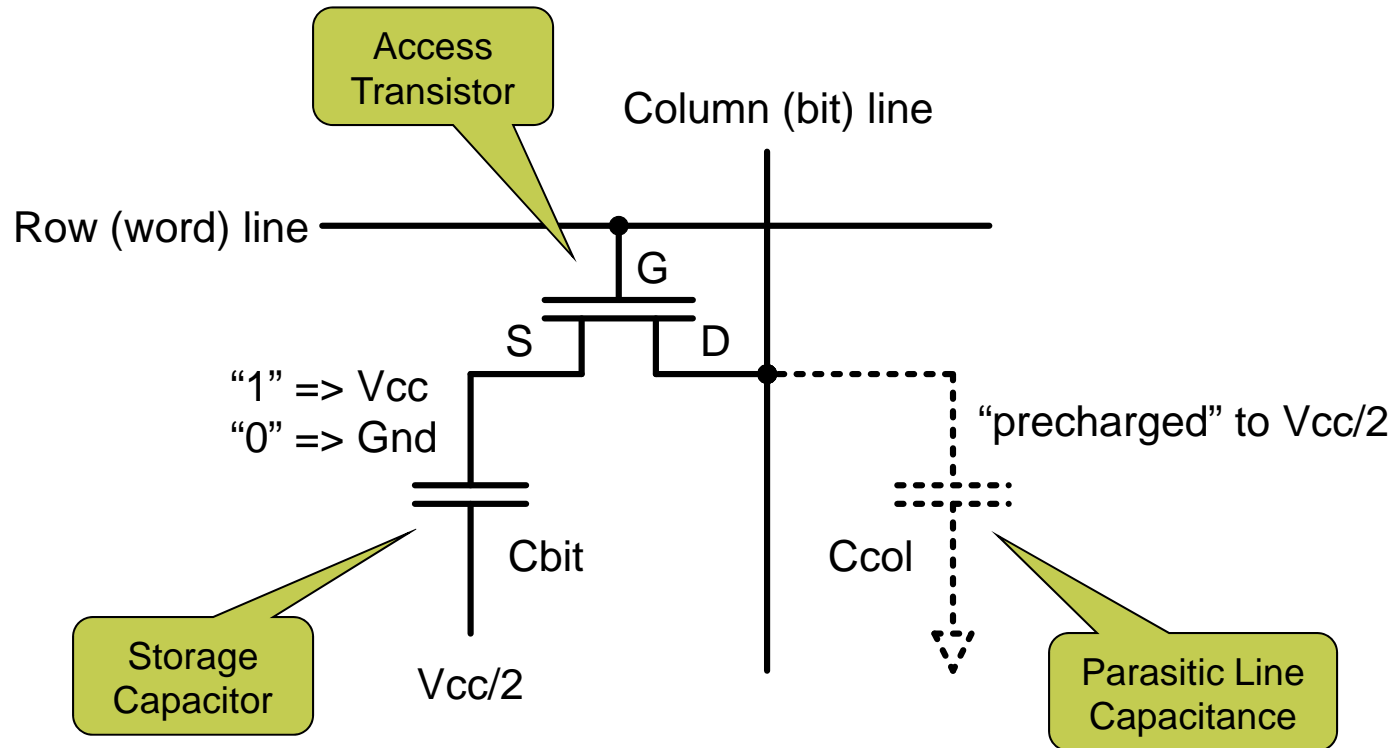 Access
Transistor
Column (bit) line
Row (word) line
G
S
D
“1” => Vcc
“0” => Gnd
“precharged” to Vcc/2
Cbit
Ccol
Storage
Capacitor
Vcc/2
Parasitic Line
Capacitance